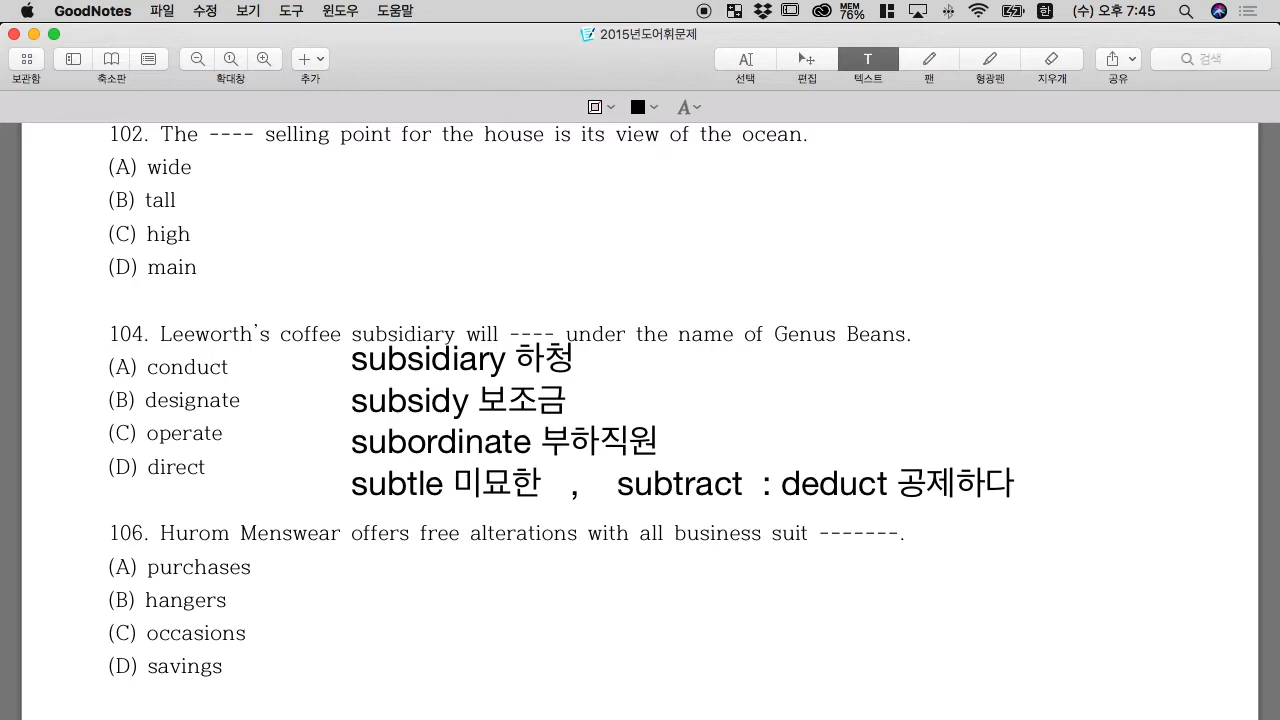 GoodNotes 파일 수정 보기 도구 윈도우 도움말 MEM 76% 한 (수) 오후 7:45
2015년도어휘문제
보관함 축소판 확대창 추가 선택 편집 T 텍스트 펜 형광펜 지우개 공유 검색
102. The ---- selling point for the house is its view of the ocean.
(A) wide
(B) tall
(C) high
(D) main
104. Leeworth's coffee subsidiary will ---- under the name of Genus Beans.
(A) conduct
subsidiary 하청
(B) designate
subsidy 보조금
(C) operate
subordinate 부하직원
(D) direct
subtle 미묘한 , subtract : deduct 공제하다
106. Hurom Menswear offers free alterations with all business suit -------.
(A) purchases
(B) hangers
(C) occasions
(D) savings